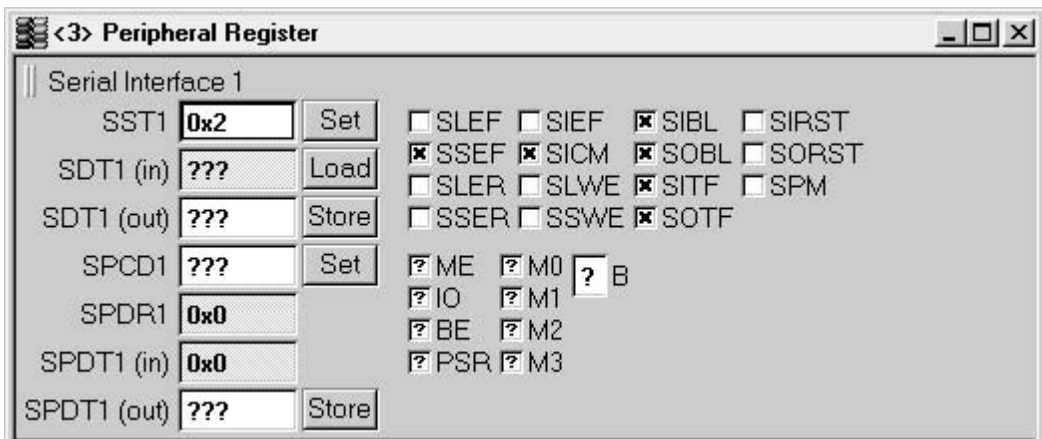 <3> Peripheral Register
Serial Interface 1
SST1 0x2 Set SLEF SIEF SIBL SIRST
SDT1 (in) ??? Load SSEF SICM SOBL SORST
SLER SLWE SITF SPM
SDT1 (out) ??? Store SSER SSWE SOTF
SPCD1 ??? Set ? ME ? M0 ? B
SPDR1 0x0 ? IO ? M1
? BE ? M2
SPDT1 (in) 0x0 ? PSR ? M3
SPDT1 (out) ??? Store